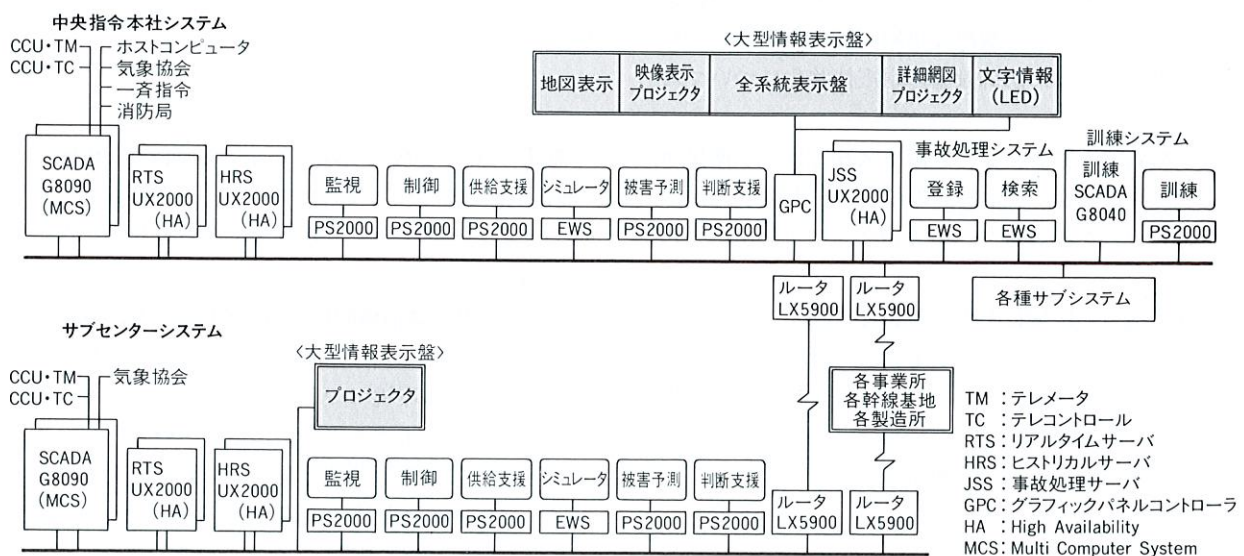 中央指令本社システム
CCU・TM
CCU・TC
ホストコンピュータ
気象協会
一斉指令
消防局
SCADA
G8090
(MCS)
RTS
UX2000
(HA)
HRS
UX2000
(HA)
監視
PS2000
制御
PS2000
供給支援
PS2000
シミュレータ
EWS
被害予測
PS2000
判断支援
PS2000
〈大型情報表示盤〉
地図表示
映像表示
プロジェクタ
全系統表示盤
詳細網図
プロジェクタ
文字情報
(LED)
GPC
JSS
UX2000
(HA)
事故処理システム
登録
EWS
検索
EWS
訓練システム
訓練
SCADA
G8040
訓練
PS2000
ルータ
LX5900
ルータ
LX5900
各種サブシステム
各事業所
各幹線基地
各製造所
サブセンターシステム
CCU・TM
CCU・TC
気象協会
〈大型情報表示盤〉
プロジェクタ
SCADA
G8090
(MCS)
RTS
UX2000
(HA)
HRS
UX2000
(HA)
監視
PS2000
制御
PS2000
供給支援
PS2000
シミュレータ
EWS
被害予測
PS2000
判断支援
PS2000
ルータ
LX5900
ルータ
LX5900
TM:テレメータ
TC:テレコントロール
RTS:リアルタイムサーバ
HRS:ヒストリカルサーバ
JSS:事故処理サーバ
GPC:グラフィックパネルコントローラ
HA:High Availability
MCS:Multi Computer System